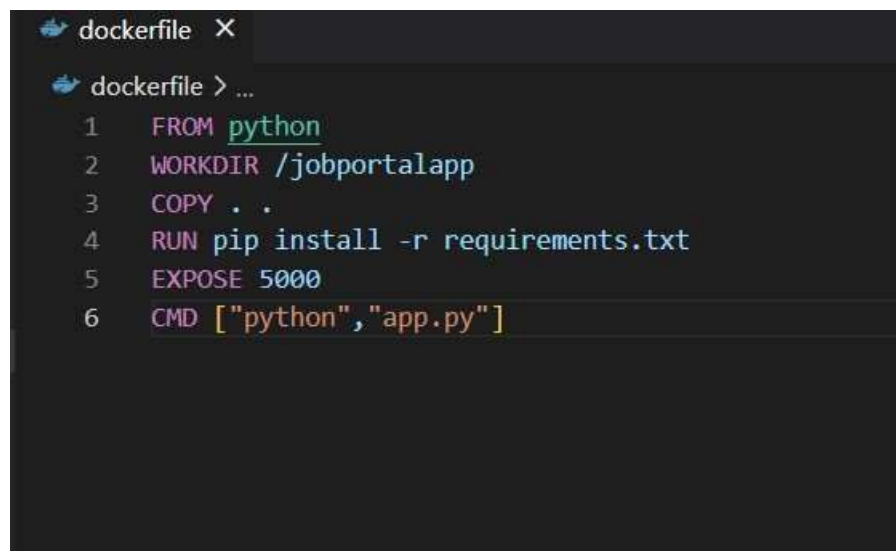 dockerfile X
dockerfile > ...
1 FROM python
2 WORKDIR /jobportalapp
3 COPY . .
4 RUN pip install -r requirements.txt
5 EXPOSE 5000
6 CMD ["python","app.py"]